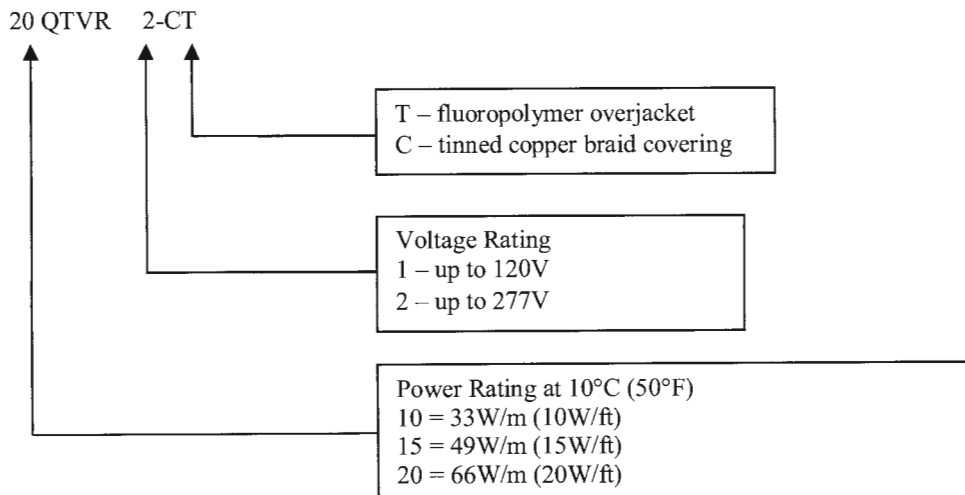 20 QTVR 2-CT
T – fluoropolymer overjacket
C – tinned copper braid covering
Voltage Rating
1 – up to 120V
2 – up to 277V
Power Rating at 10°C (50°F)
10 = 33W/m (10W/ft)
15 = 49W/m (15W/ft)
20 = 66W/m (20W/ft)